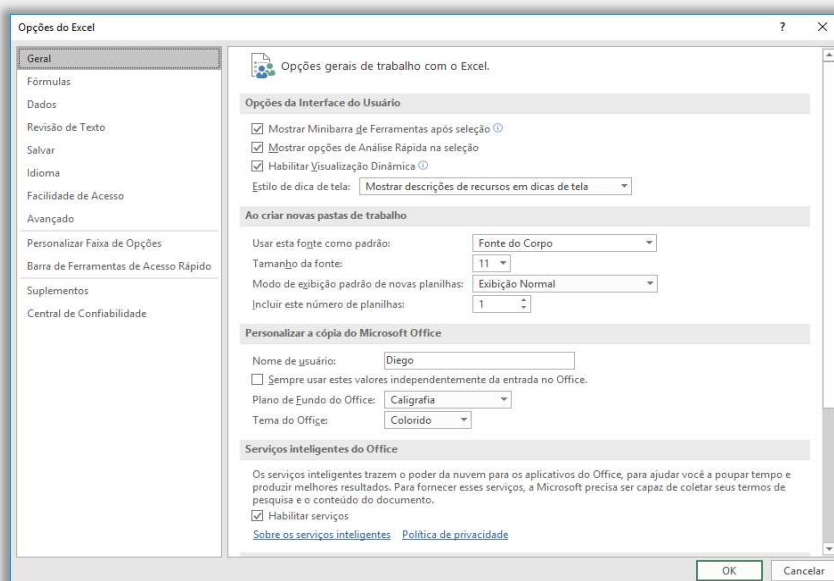 Opções do Excel
? ×
Geral
Fórmulas
Dados
Revisão de Texto
Salvar
Idioma
Facilidade de Acesso
Avançado
Personalizar Faixa de Opções
Barra de Ferramentas de Acesso Rápido
Suplementos
Central de Confiabilidade
Opções gerais de trabalho com o Excel.
Opções da Interface do Usuário
Mostrar Minibarra de Ferramentas após seleção
Mostrar opções de Análise Rápida na seleção
Habilitar Visualização Dinâmica
Estilo de dica de tela: Mostrar descrições de recursos em dicas de tela
Ao criar novas pastas de trabalho
Usar esta fonte como padrão: Fonte do Corpo
Tamanho da fonte: 11
Modo de exibição padrão de novas planilhas: Exibição Normal
Incluir este número de planilhas: 1
Personalizar a cópia do Microsoft Office
Nome de usuário: Diego
Sempre usar estes valores independentemente da entrada no Office.
Plano de Fundo do Office: Caligrafia
Tema do Office: Colorido
Serviços inteligentes do Office
Os serviços inteligentes trazem o poder da nuvem para os aplicativos do Office, para ajudar você a poupar tempo e
produzir melhores resultados. Para fornecer esses serviços, a Microsoft precisa ser capaz de coletar seus termos de
pesquisa e o conteúdo do documento.
Habilitar serviços
Sobre os serviços inteligentes Política de privacidade
OK Cancelar